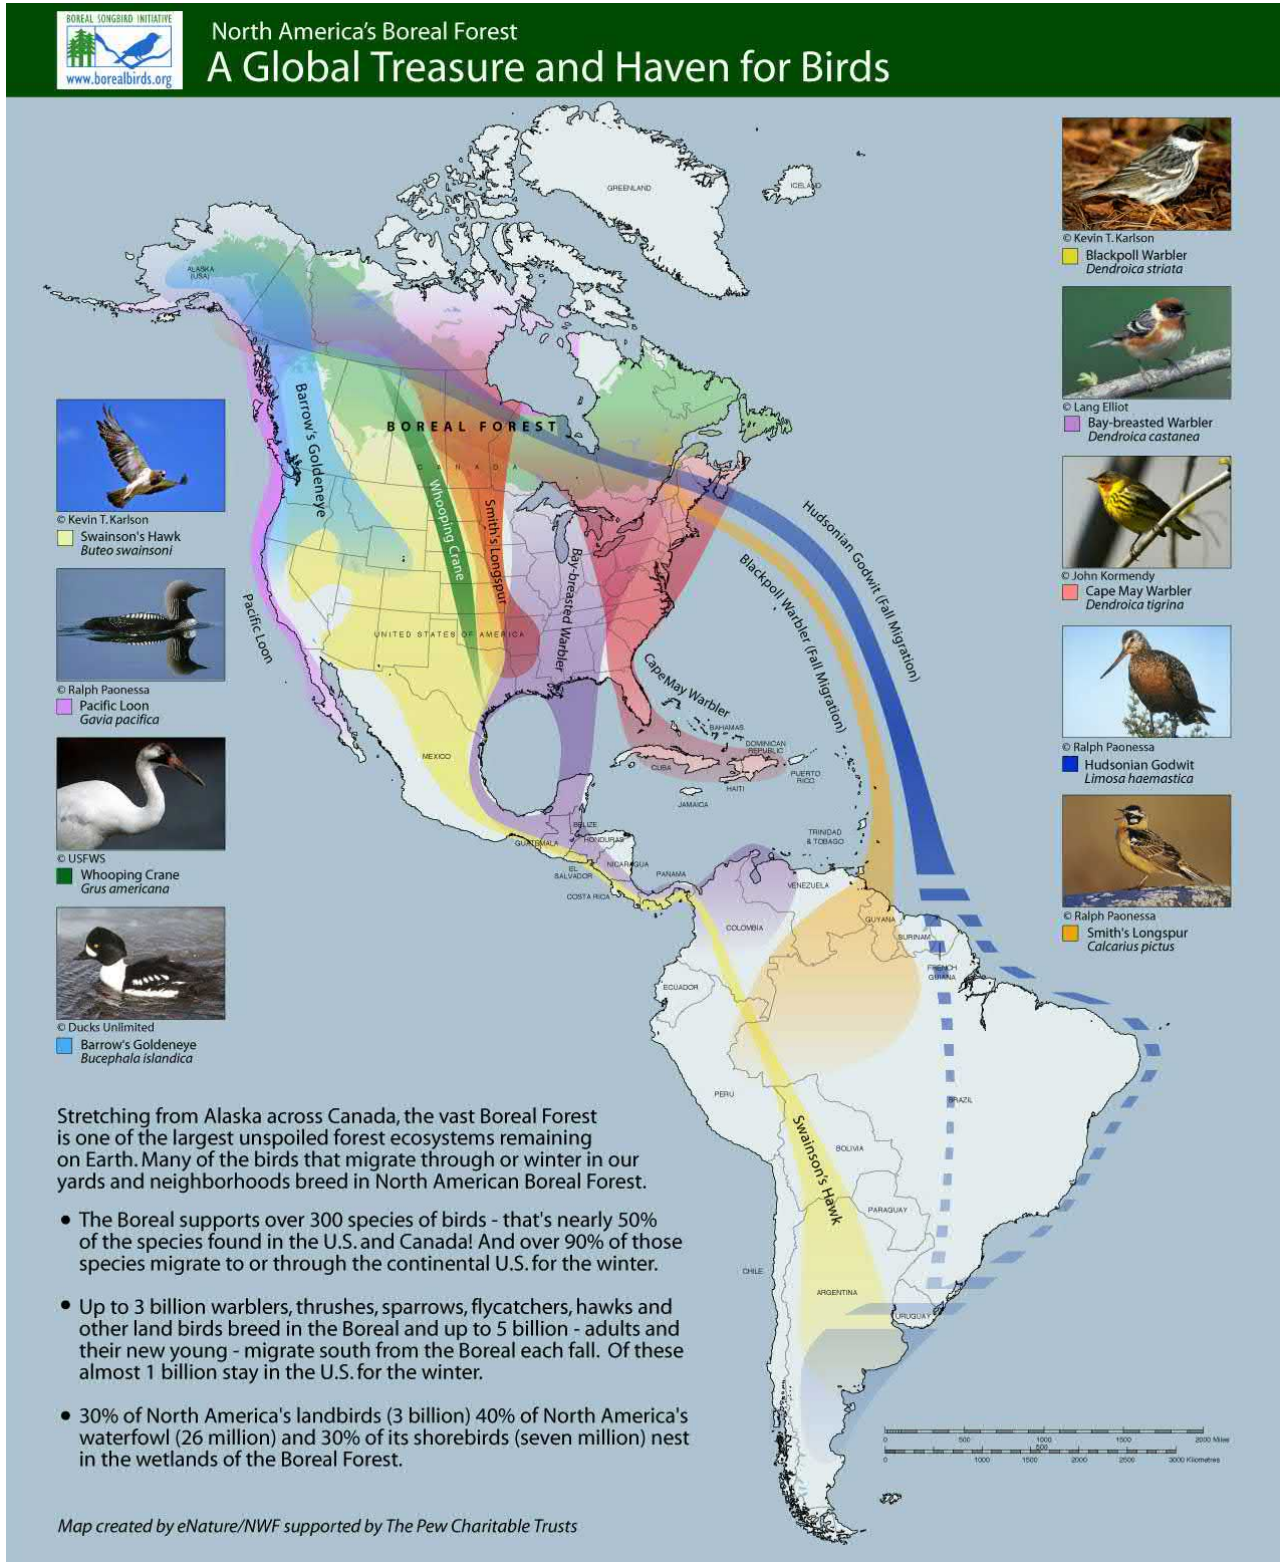 BOREAL SONGBIRD INITIATIVE
www.borealbirds.org
North America's Boreal Forest
A Global Treasure and Haven for Birds
GREENLAND
ICELAND
ALASKA
(USA)
BOREAL FOREST
CANADA
UNITED STATES OF AMERICA
Barrow's Goldeneye
Whooping Crane
Smith's Longspur
Bay-breasted Warbler
Pacific Loon
Cape May Warbler
Blackpoll Warbler (Fall Migration)
Hudsonian Godwit (Fall Migration)
Swainson's Hawk
MEXICO
BAHAMAS
CUBA
DOMINICAN
REPUBLIC
HAITI
PUERTO
RICO
JAMAICA
BELIZE
GUATEMALA
HONDURAS
EL
SALVADOR
NICARAGUA
COSTA RICA
PANAMA
TRINIDAD
& TOBAGO
VENEZUELA
COLOMBIA
GUYANA
SURINAM
FRENCH
GUIANA
ECUADOR
PERU
BRAZIL
BOLIVIA
PARAGUAY
CHILE
ARGENTINA
URUGUAY
© Kevin T. Karlson
Swainson's Hawk
Buteo swainsoni
© Ralph Paonessa
Pacific Loon
Gavia pacifica
© USFWS
Whooping Crane
Grus americana
© Ducks Unlimited
Barrow's Goldeneye
Bucephala islandica
© Kevin T. Karlson
Blackpoll Warbler
Dendroica striata
© Lang Elliot
Bay-breasted Warbler
Dendroica castanea
© John Kormendy
Cape May Warbler
Dendroica tigrina
© Ralph Paonessa
Hudsonian Godwit
Limosa haemastica
© Ralph Paonessa
Smith's Longspur
Calcarius pictus
Stretching from Alaska across Canada, the vast Boreal Forest
is one of the largest unspoiled forest ecosystems remaining
on Earth. Many of the birds that migrate through or winter in our
yards and neighborhoods breed in North American Boreal Forest.
• The Boreal supports over 300 species of birds - that's nearly 50%
of the species found in the U.S. and Canada! And over 90% of those
species migrate to or through the continental U.S. for the winter.
• Up to 3 billion warblers, thrushes, sparrows, flycatchers, hawks and
other land birds breed in the Boreal and up to 5 billion - adults and
their new young - migrate south from the Boreal each fall. Of these
almost 1 billion stay in the U.S. for the winter.
• 30% of North America's landbirds (3 billion) 40% of North America's
waterfowl (26 million) and 30% of its shorebirds (seven million) nest
in the wetlands of the Boreal Forest.
Map created by eNature/NWF supported by The Pew Charitable Trusts
0 500 1000 1500 2000 Miles
0 500 1000 1500 2000 2500 3000 Kilometres